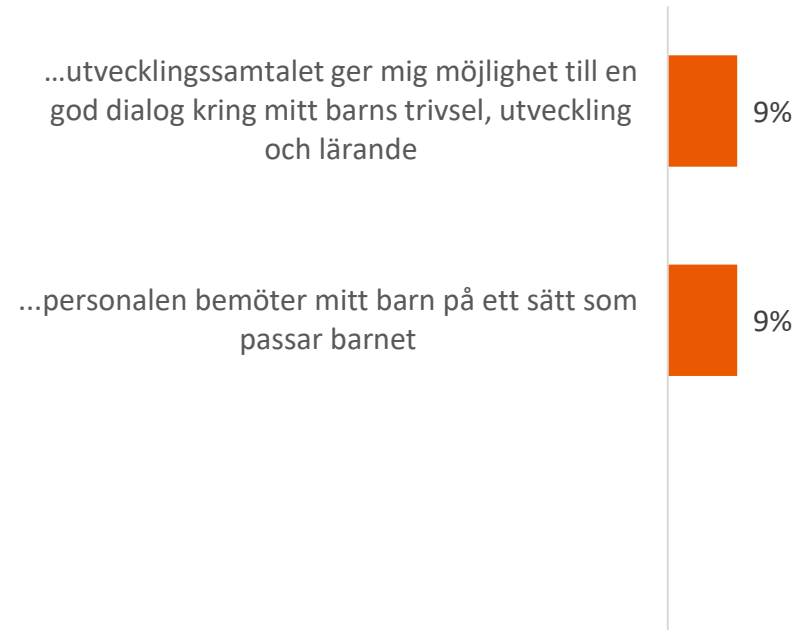 …utvecklingssamtalet ger mig möjlighet till en
god dialog kring mitt barns trivsel, utveckling
och lärande
9%
...personalen bemöter mitt barn på ett sätt som
passar barnet
9%